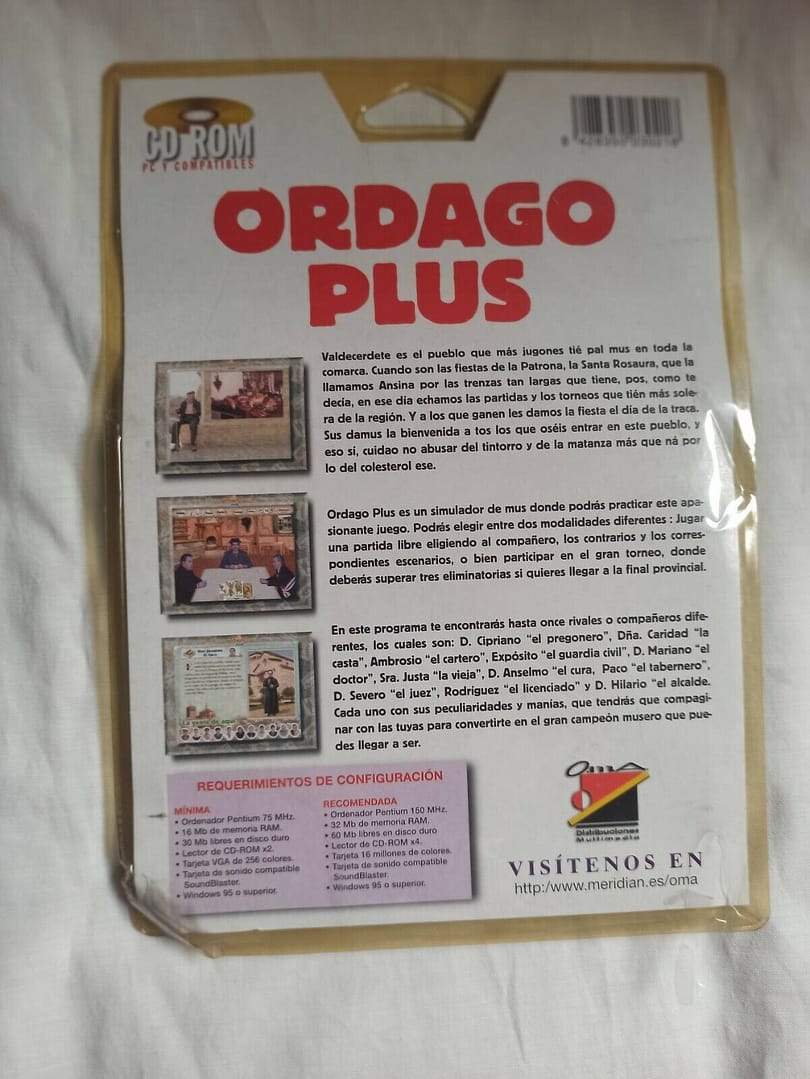 CD ROM
PC Y COMPATIBLES
ORDAGO
PLUS
Valdecerdete es el pueblo que más jugones tié pal mus en toda la
comarca. Cuando son las fiestas de la Patrona, la Santa Rosaura, que la
llamamos Ansina por las trenzas tan largas que tiene, pos, como te
decía, en ese día echamos las partidas y los torneos que tién más sole-
ra de la región. Y a los que ganen les damos la fiesta el día de la traca.
Sus damus la bienvenida a tos los que oséis entrar en este pueblo, y
eso sí, cuidao no abusar del tintorro y de la matanza más que ná por
lo del colesterol ese.
Ordago Plus es un simulador de mus donde podrás practicar este apa-
sionante juego. Podrás elegir entre dos modalidades diferentes : Jugar
una partida libre eligiendo al compañero, los contrarios y los corres-
pondientes escenarios, o bien participar en el gran torneo, donde
deberás superar tres eliminatorias si quieres llegar a la final provincial.
En este programa te encontrarás hasta once rivales o compañeros dife-
rentes, los cuales son: D. Cipriano "el pregonero", Dña. Caridad "la
casta", Ambrosio "el cartero", Expósito "el guardia civil", D. Mariano "el
doctor", Sra. Justa "la vieja", D. Anselmo "el cura, Paco "el tabernero",
D. Severo "el juez", Rodríguez "el licenciado" y D. Hilario "el alcalde.
Cada uno con sus peculiaridades y manías, que tendrás que compagi-
nar con las tuyas para convertirte en el gran campeón musero que pue-
des llegar a ser.
La gente de aquí
REQUERIMIENTOS DE CONFIGURACIÓN
MÍNIMA
• Ordenador Pentium 75 MHz.
• 16 Mb de memoria RAM.
• 30 Mb libres en disco duro
• Lector de CD-ROM x2.
• Tarjeta VGA de 256 colores.
• Tarjeta de sonido compatible
SoundBlaster.
• Windows 95 o superior.
RECOMENDADA
• Ordenador Pentium 150 MHz.
• 32 Mb de memoria RAM.
• 60 Mb libres en disco duro
• Lector de CD-ROM x4.
• Tarjeta 16 millones de colores.
• Tarjeta de sonido compatible
SoundBlaster.
• Windows 95 o superior.
OMA
Distribuciones
Multimedia
VISÍTENOS EN
http:/www.meridian.es/oma